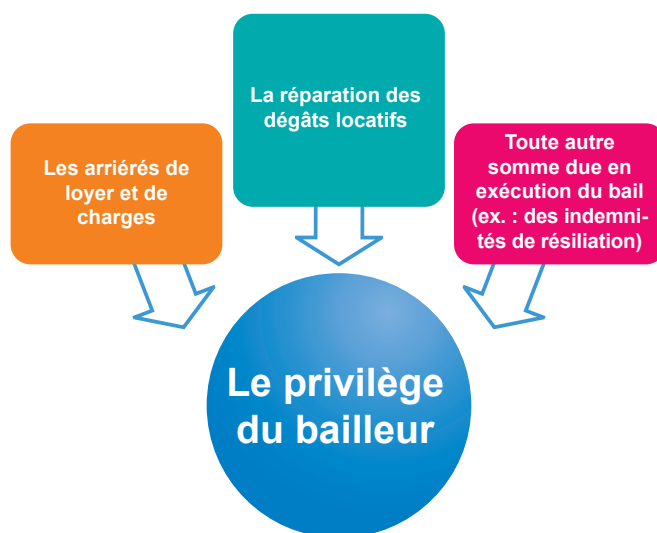 Les arriérés de
loyer et de
charges
La réparation des
dégâts locatifs
Toute autre
somme due en
exécution du bail
(ex. : des indemni-
tés de résiliation)
Le privilège
du bailleur